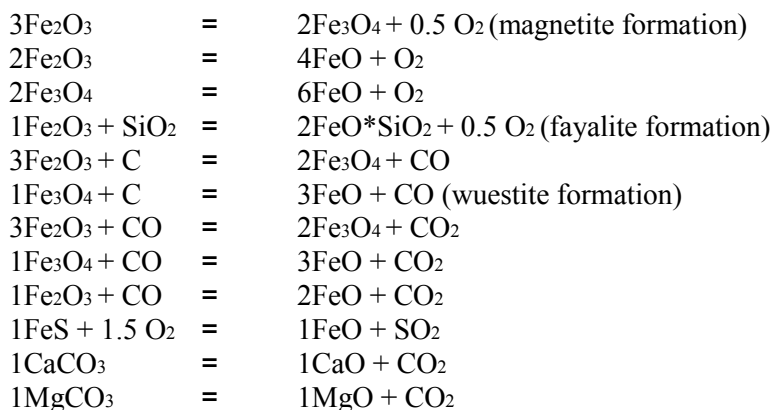 3Fe₂O₃ = 2Fe₃O₄ + 0.5 O₂ (magnetite formation)
2Fe₂O₃ = 4FeO + O₂
2Fe₃O₄ = 6FeO + O₂
1Fe₂O₃ + SiO₂ = 2FeO*SiO₂ + 0.5 O₂ (fayalite formation)
3Fe₂O₃ + C = 2Fe₃O₄ + CO
1Fe₃O₄ + C = 3FeO + CO (wuestite formation)
3Fe₂O₃ + CO = 2Fe₃O₄ + CO₂
1Fe₃O₄ + CO = 3FeO + CO₂
1Fe₂O₃ + CO = 2FeO + CO₂
1FeS + 1.5 O₂ = 1FeO + SO₂
1CaCO₃ = 1CaO + CO₂
1MgCO₃ = 1MgO + CO₂